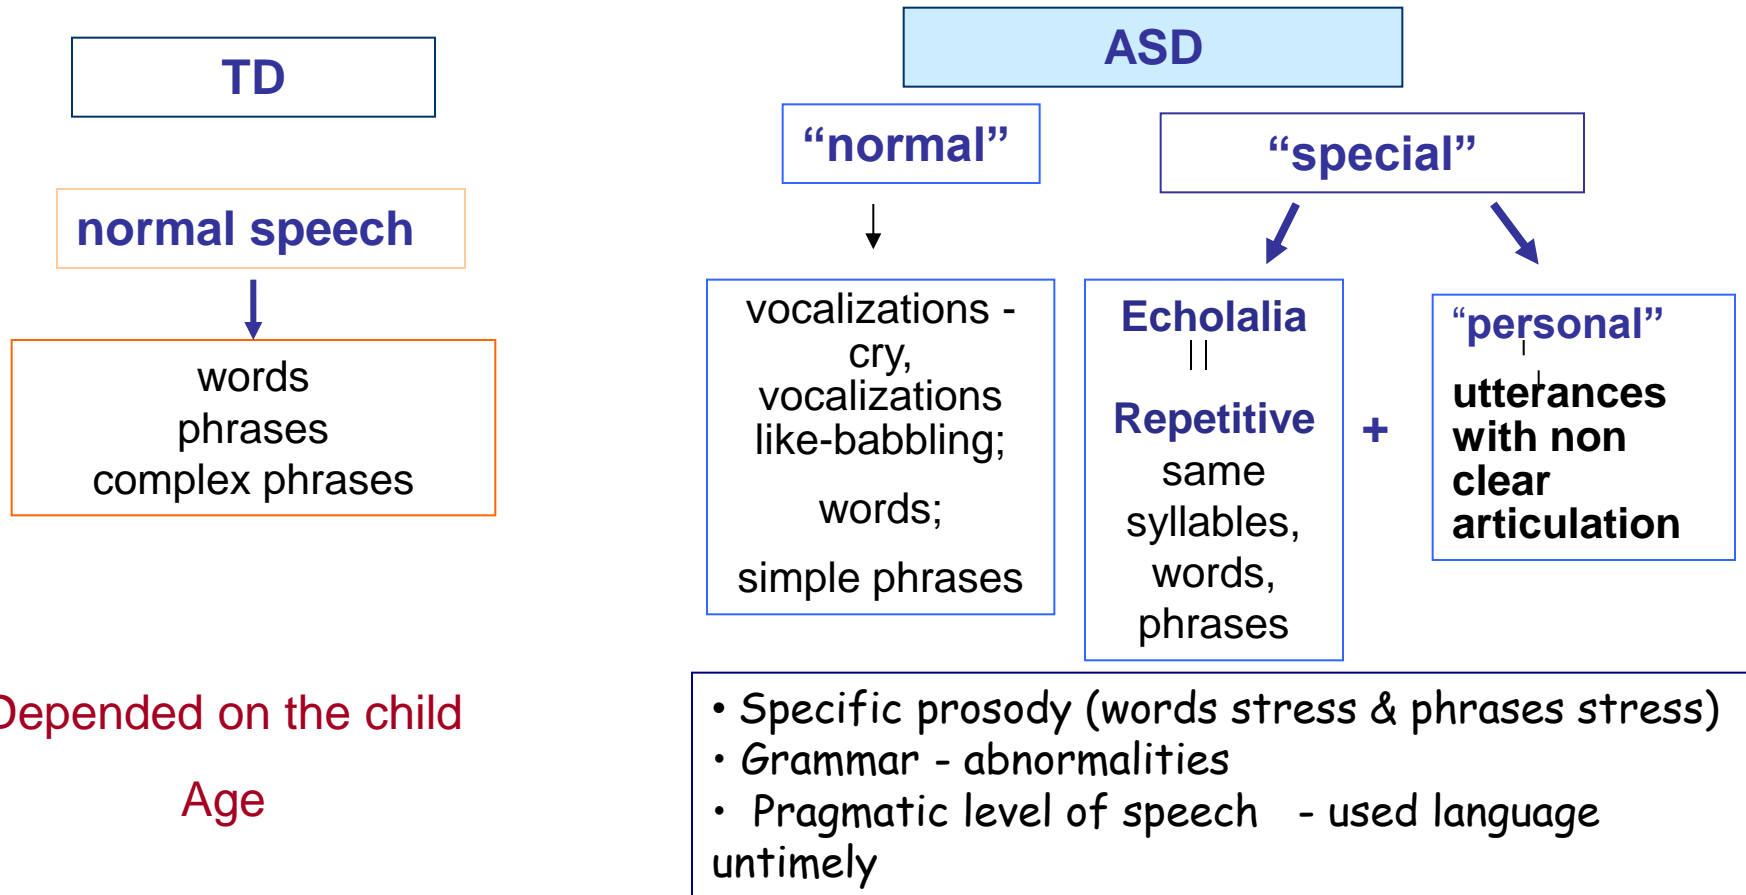 TD
normal speech
words
phrases
complex phrases
Depended on the child
Age
ASD
“normal”
vocalizations -
cry,
vocalizations
like-babbling;
words;
simple phrases
“special”
Echolalia
Repetitive
same
syllables,
words,
phrases
+
“personal”
utterances
with non
clear
articulation
• Specific prosody (words stress & phrases stress)
• Grammar - abnormalities
• Pragmatic level of speech - used language
untimely